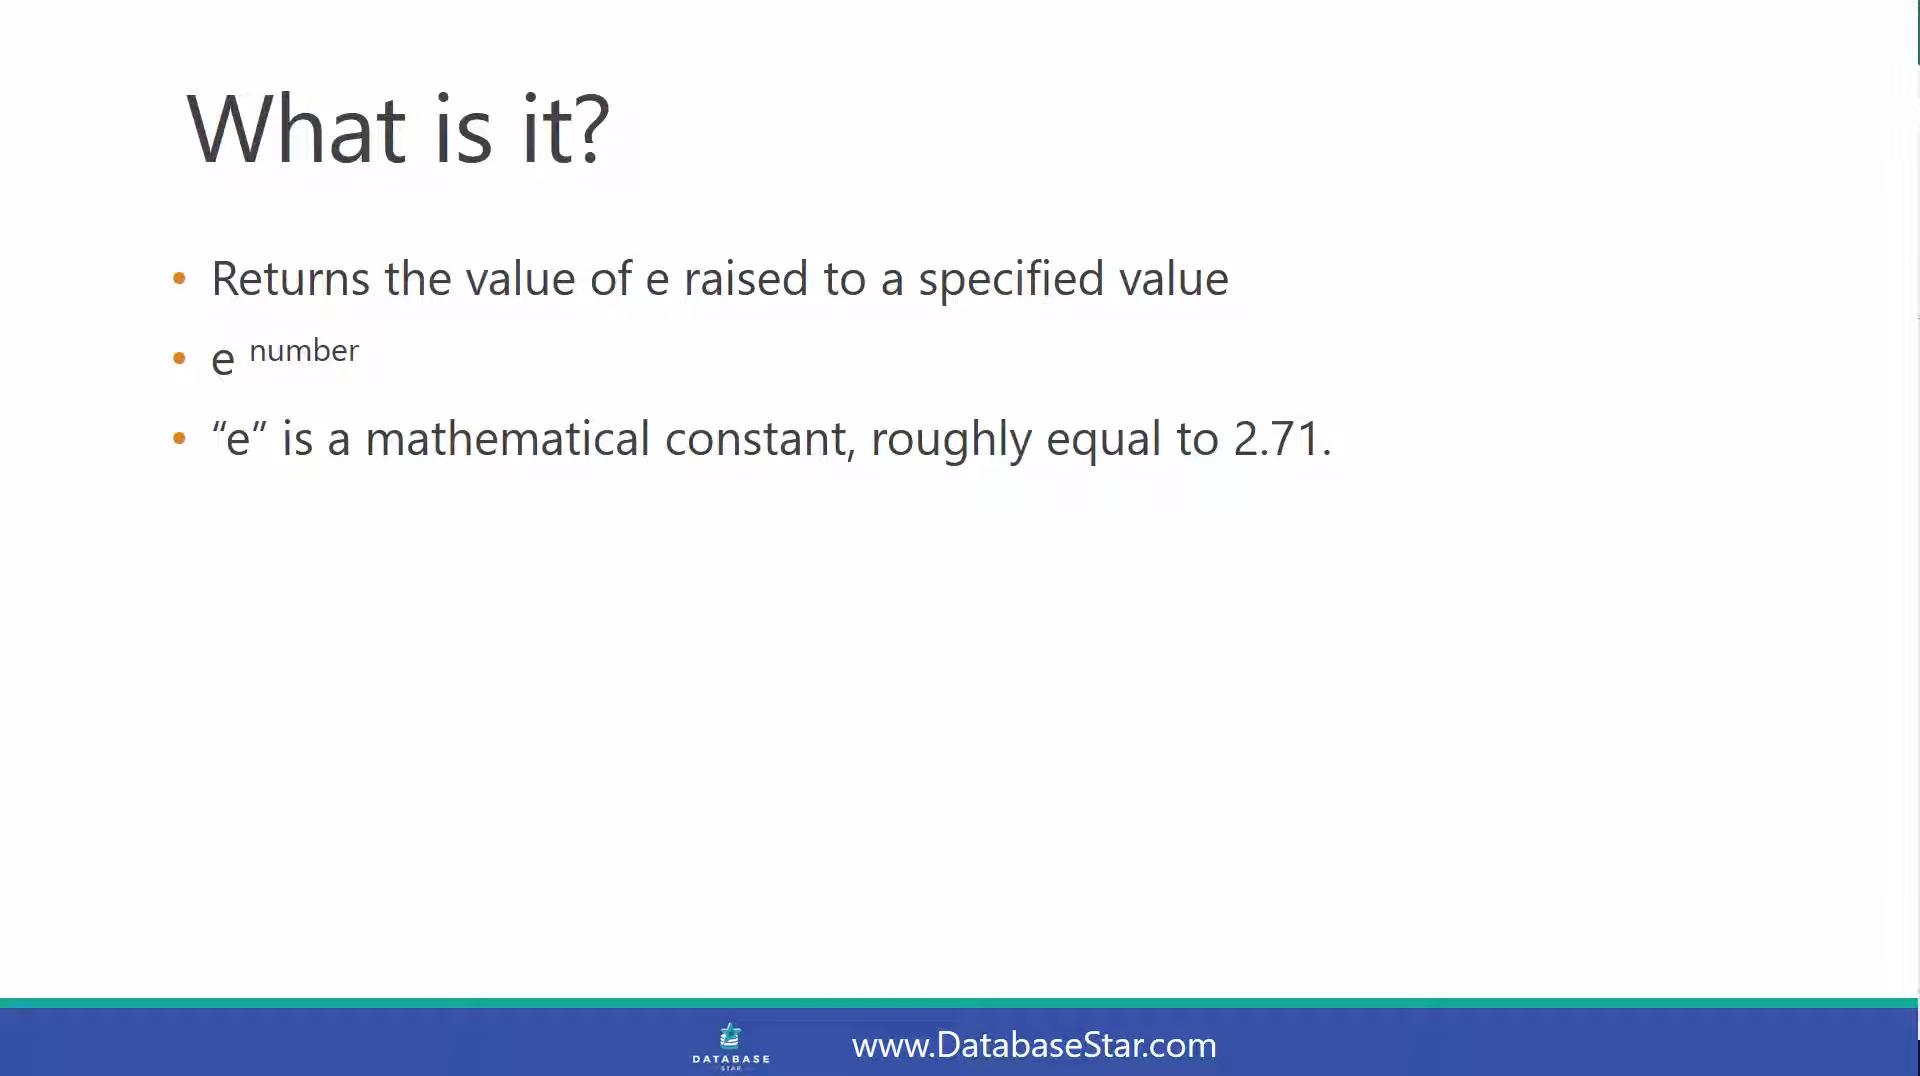 What is it?
• Returns the value of e raised to a specified value
• e number
• “e” is a mathematical constant, roughly equal to 2.71.
DATABASE
STAR
www.DatabaseStar.com